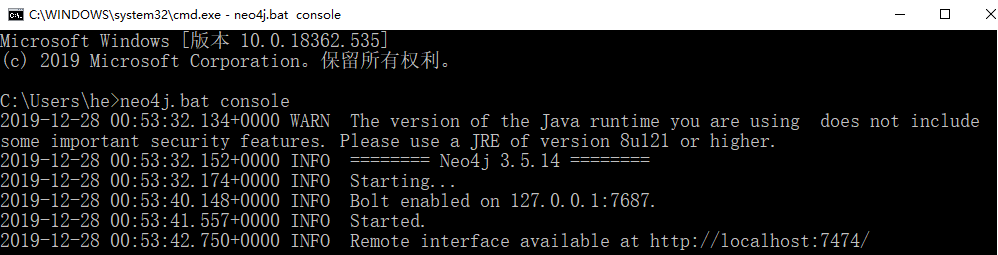 C:\WINDOWS\system32\cmd.exe - neo4j.bat  console
Microsoft Windows [版本 10.0.18362.535]
(c) 2019 Microsoft Corporation。保留所有权利。
C:\Users\he>neo4j.bat console
2019-12-28 00:53:32.134+0000 WARN  The version of the Java runtime you are using  does not include
some important security features. Please use a JRE of version 8u121 or higher.
2019-12-28 00:53:32.152+0000 INFO  ======== Neo4j 3.5.14 ========
2019-12-28 00:53:32.174+0000 INFO  Starting...
2019-12-28 00:53:40.148+0000 INFO  Bolt enabled on 127.0.0.1:7687.
2019-12-28 00:53:41.557+0000 INFO  Started.
2019-12-28 00:53:42.750+0000 INFO  Remote interface available at http://localhost:7474/